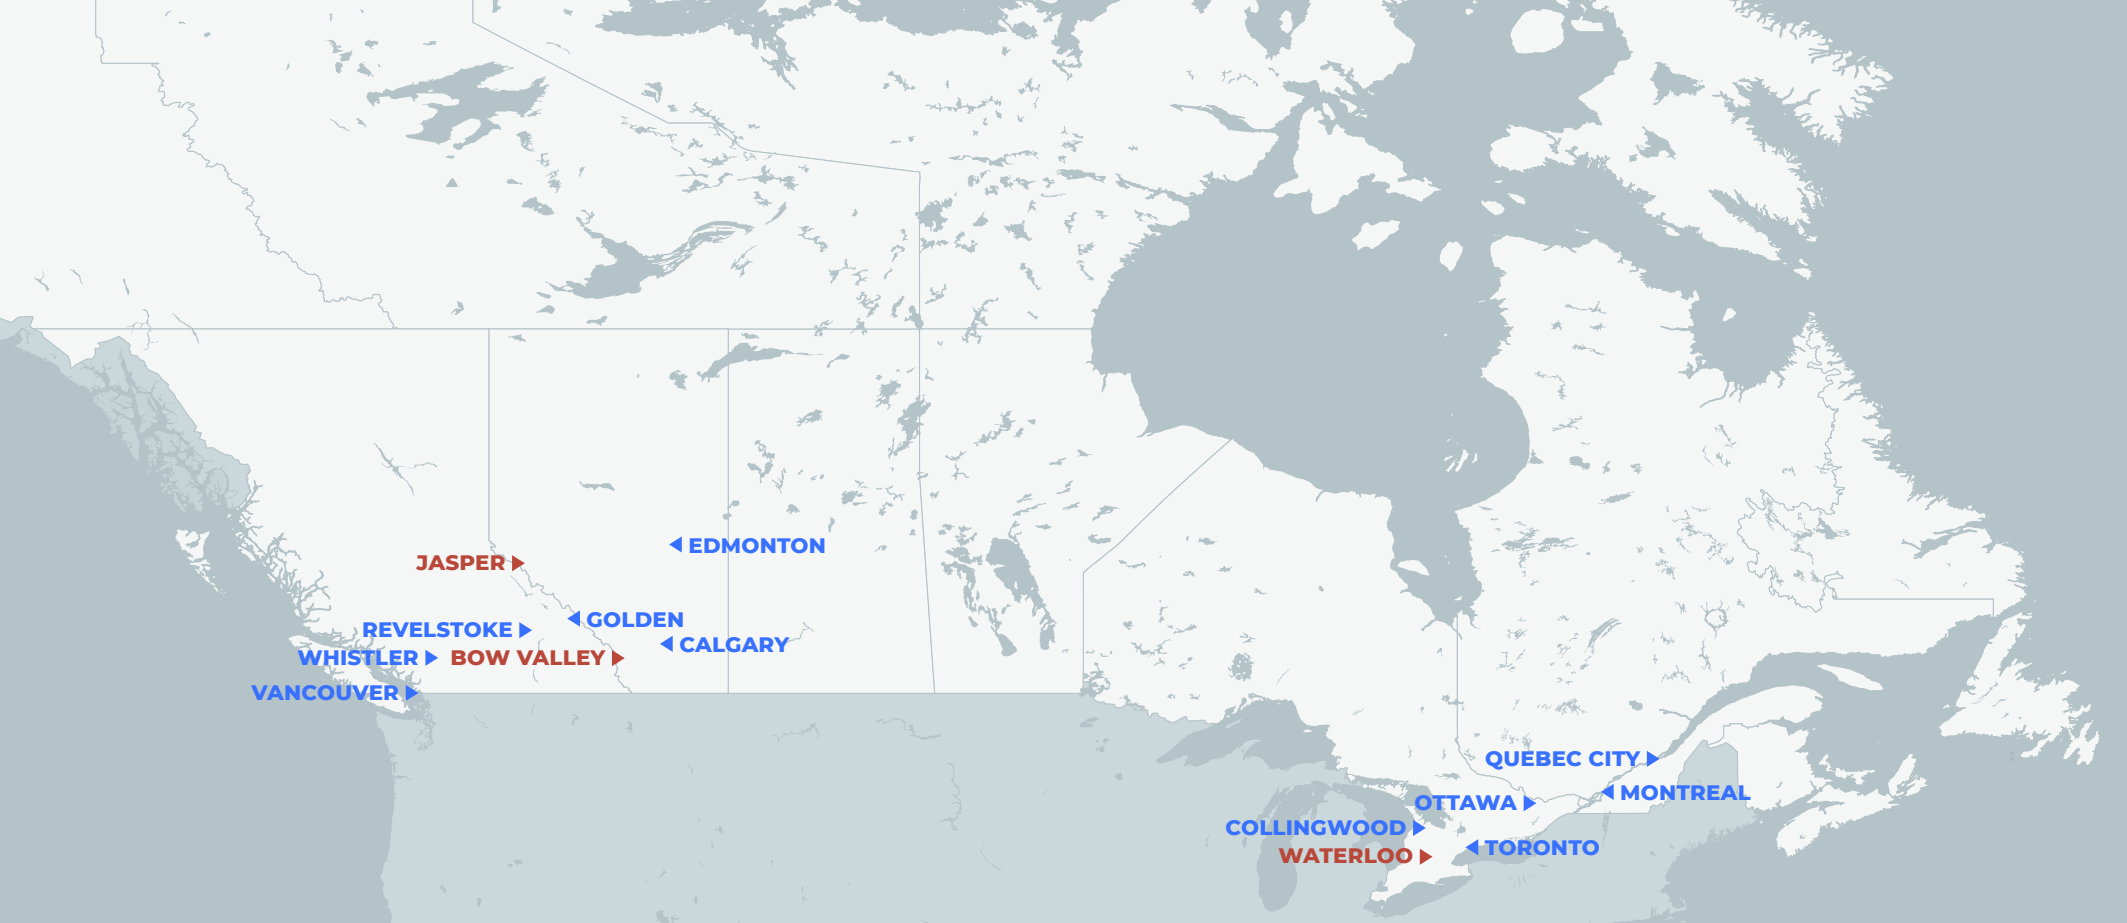 EDMONTON
JASPER
GOLDEN
REVELSTOKE
CALGARY
WHISTLER
BOW VALLEY
VANCOUVER
QUEBEC CITY
MONTREAL
OTTAWA
COLLINGWOOD
TORONTO
WATERLOO